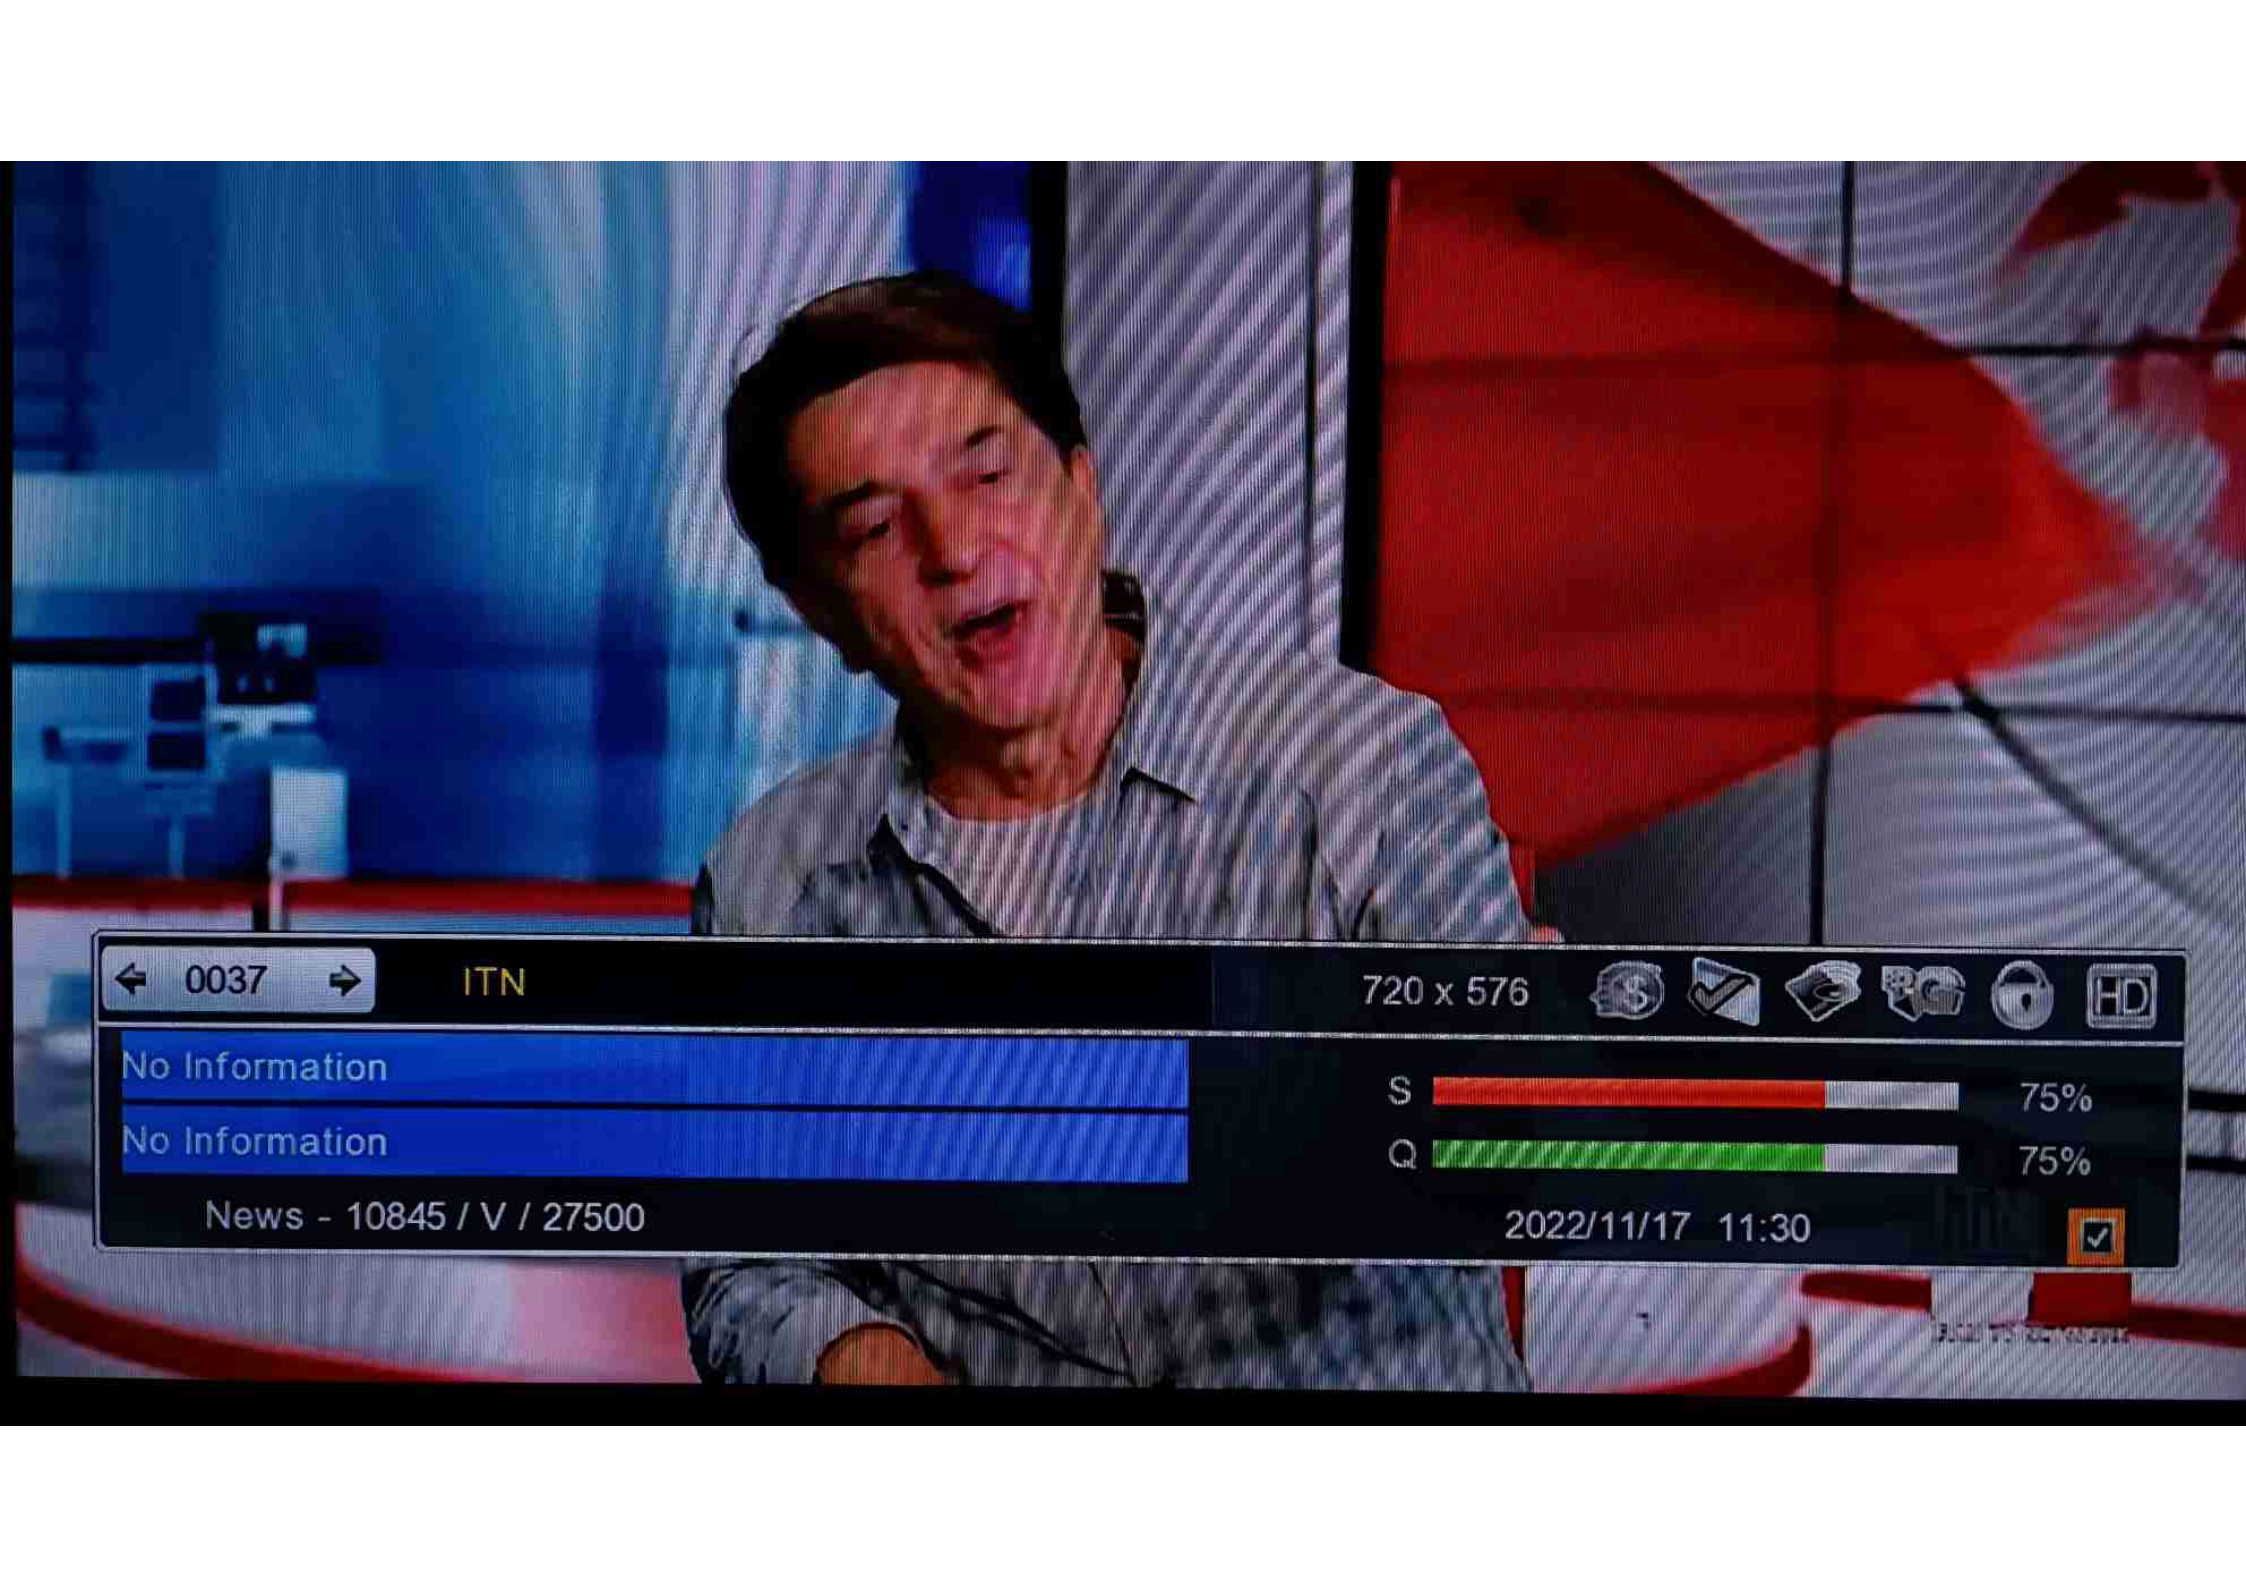 0037 ITN 720 x 576 $ HD
No Information
S 75%
No Information
Q 75%
News - 10845 / V / 27500 2022/11/17 11:30